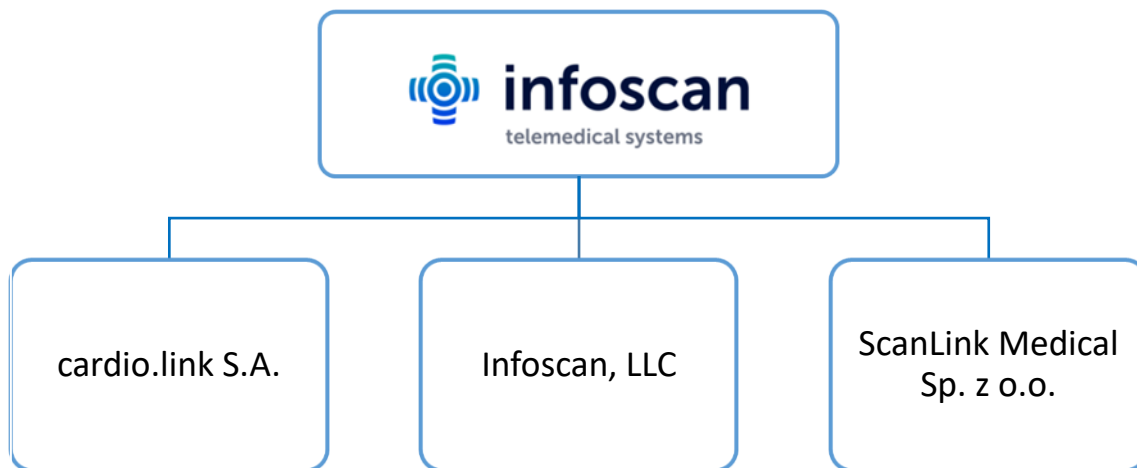 infoscan
telemedical systems
cardio.link S.A.
Infoscan, LLC
ScanLink Medical
Sp. z o.o.